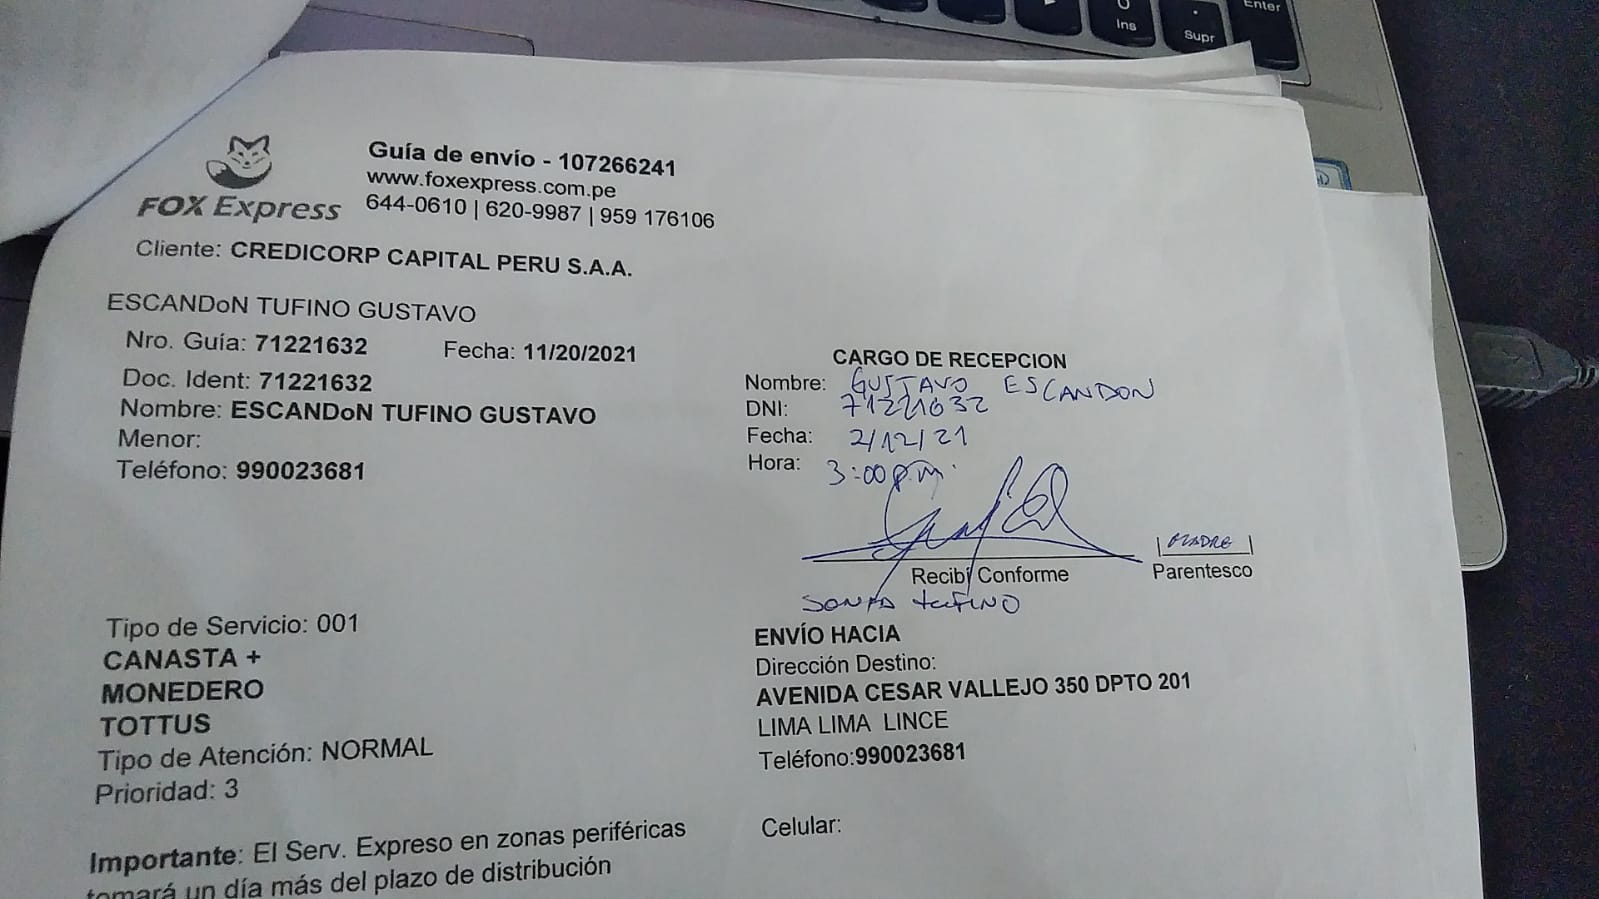 FOX Express
Guía de envío - 107266241
www.foxexpress.com.pe
644-0610 | 620-9987 | 959 176106
Cliente: CREDICORP CAPITAL PERU S.A.A.
ESCANDoN TUFINO GUSTAVO
Nro. Guía: 71221632 Fecha: 11/20/2021
Doc. Ident: 71221632
Nombre: ESCANDoN TUFINO GUSTAVO
Menor:
Teléfono: 990023681
CARGO DE RECEPCION
Nombre: GUSTAVO ESCANDON
DNI: 71221632
Fecha: 2/12/21
Hora: 3:00 p.m.
MADRE
Recibí Conforme Parentesco
SONIA tuFINO
Tipo de Servicio: 001
CANASTA +
MONEDERO
TOTTUS
Tipo de Atención: NORMAL
Prioridad: 3
ENVÍO HACIA
Dirección Destino:
AVENIDA CESAR VALLEJO 350 DPTO 201
LIMA LIMA LINCE
Teléfono:990023681
Celular:
Importante: El Serv. Expreso en zonas periféricas
tomará un día más del plazo de distribución
Ins
Supr
Enter